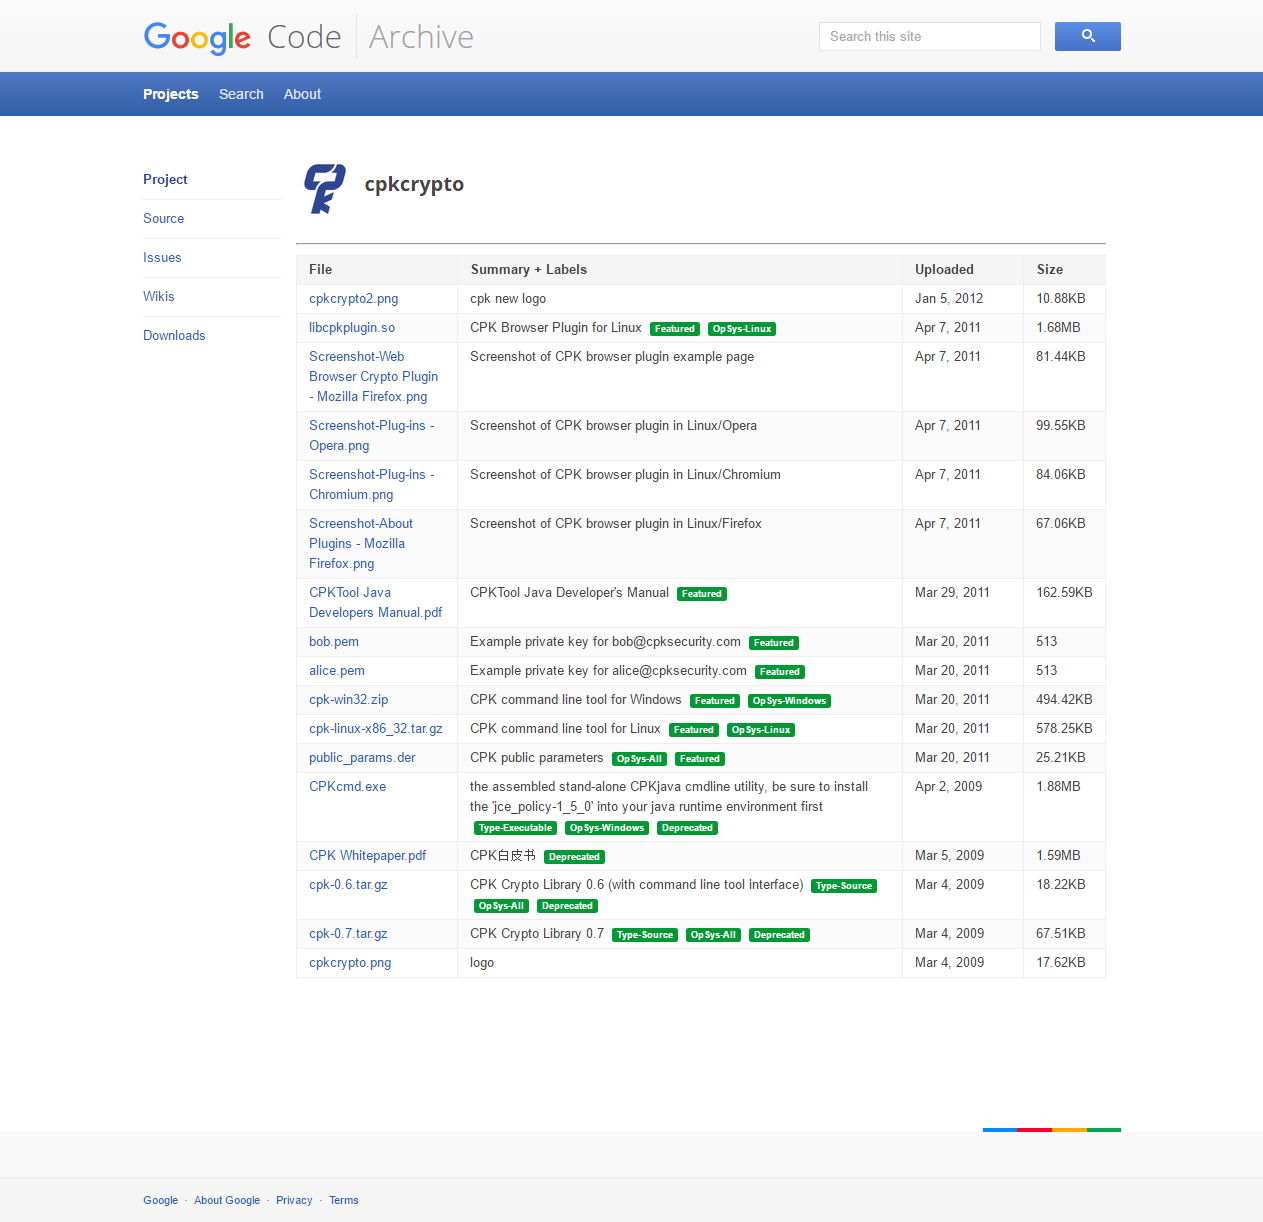 Google Code Archive
Search this site
Projects Search About
Project
Source
Issues
Wikis
Downloads
cpkcrypto
File Summary + Labels Uploaded Size
cpkcrypto2.png cpk new logo Jan 5, 2012 10.88KB
libcpkplugin.so CPK Browser Plugin for Linux Featured OpSys-Linux Apr 7, 2011 1.68MB
Screenshot-Web Screenshot of CPK browser plugin example page Apr 7, 2011 81.44KB
Browser Crypto Plugin
- Mozilla Firefox.png
Screenshot-Plug-ins - Screenshot of CPK browser plugin in Linux/Opera Apr 7, 2011 99.55KB
Opera.png
Screenshot-Plug-ins - Screenshot of CPK browser plugin in Linux/Chromium Apr 7, 2011 84.06KB
Chromium.png
Screenshot-About Screenshot of CPK browser plugin in Linux/Firefox Apr 7, 2011 67.06KB
Plugins - Mozilla
Firefox.png
CPKTool Java CPKTool Java Developer's Manual Featured Mar 29, 2011 162.59KB
Developers Manual.pdf
bob.pem Example private key for bob@cpksecurity.com Featured Mar 20, 2011 513
alice.pem Example private key for alice@cpksecurity.com Featured Mar 20, 2011 513
cpk-win32.zip CPK command line tool for Windows Featured OpSys-Windows Mar 20, 2011 494.42KB
cpk-linux-x86_32.tar.gz CPK command line tool for Linux Featured OpSys-Linux Mar 20, 2011 578.25KB
public_params.der CPK public parameters OpSys-All Featured Mar 20, 2011 25.21KB
CPKcmd.exe the assembled stand-alone CPKjava cmdline utility, be sure to install Apr 2, 2009 1.88MB
the 'jce_policy-1_5_0' into your java runtime environment first
Type-Executable OpSys-Windows Deprecated
CPK Whitepaper.pdf CPK白皮书 Deprecated Mar 5, 2009 1.59MB
cpk-0.6.tar.gz CPK Crypto Library 0.6 (with command line tool interface) Type-Source Mar 4, 2009 18.22KB
OpSys-All Deprecated
cpk-0.7.tar.gz CPK Crypto Library 0.7 Type-Source OpSys-All Deprecated Mar 4, 2009 67.51KB
cpkcrypto.png logo Mar 4, 2009 17.62KB
Google · About Google · Privacy · Terms